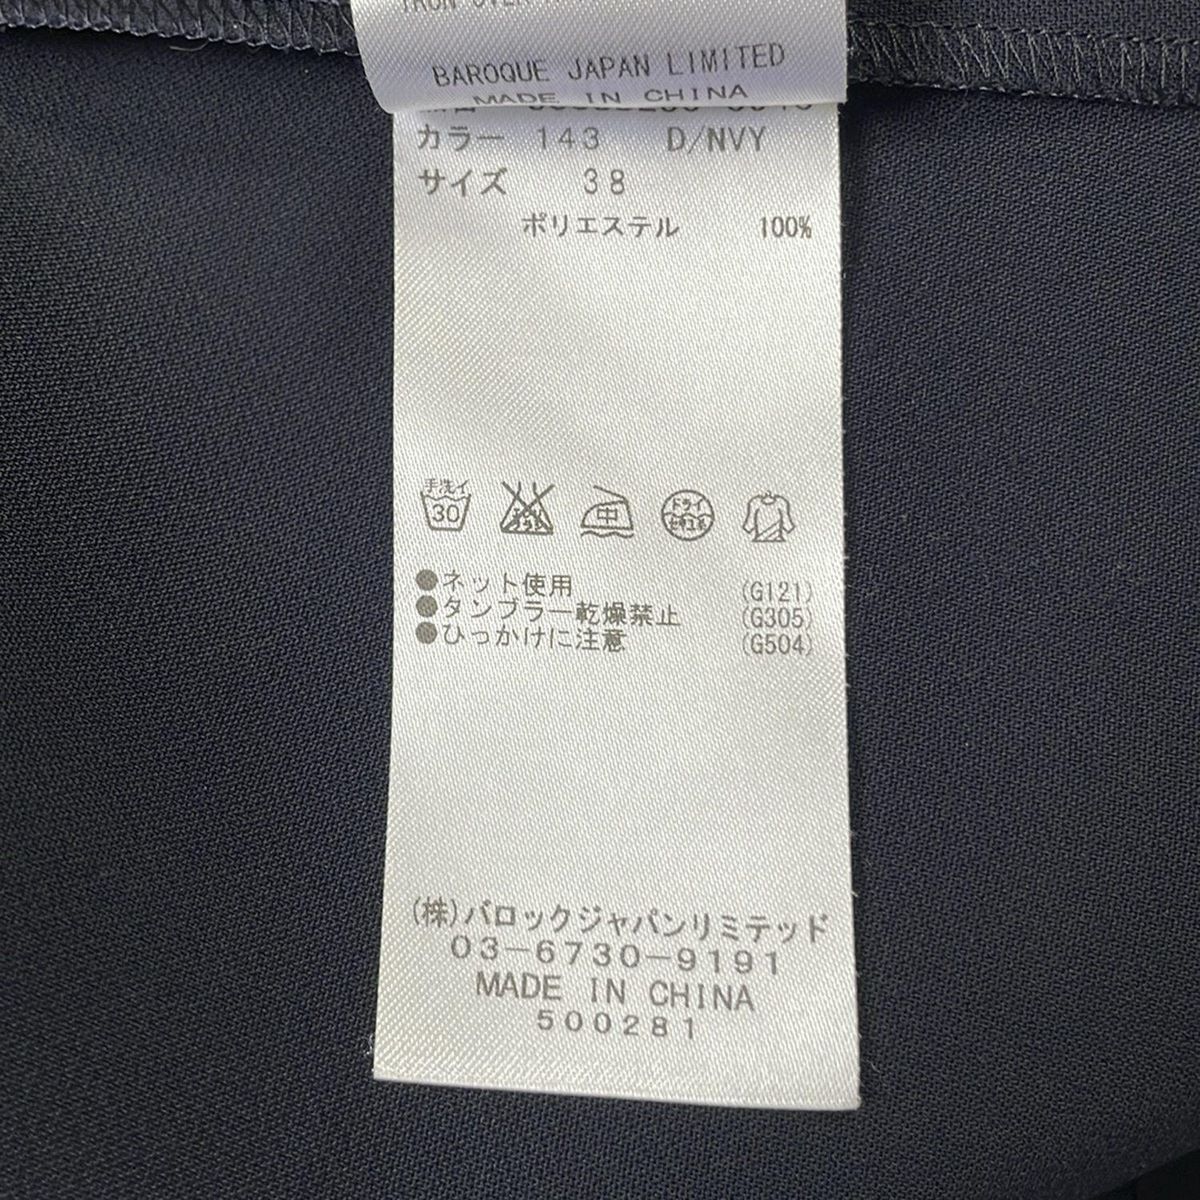 BAROQUE JAPAN LIMITED
MADE IN CHINA
カラー 143 D/NVY
サイズ 38
ポリエステル 100%
手洗イ
30
中
ドライ
●ネット使用 (G121)
●タンブラー乾燥禁止 (G305)
●ひっかけに注意 (G504)
(株)バロックジャパンリミテッド
03-6730-9191
MADE IN CHINA
500281